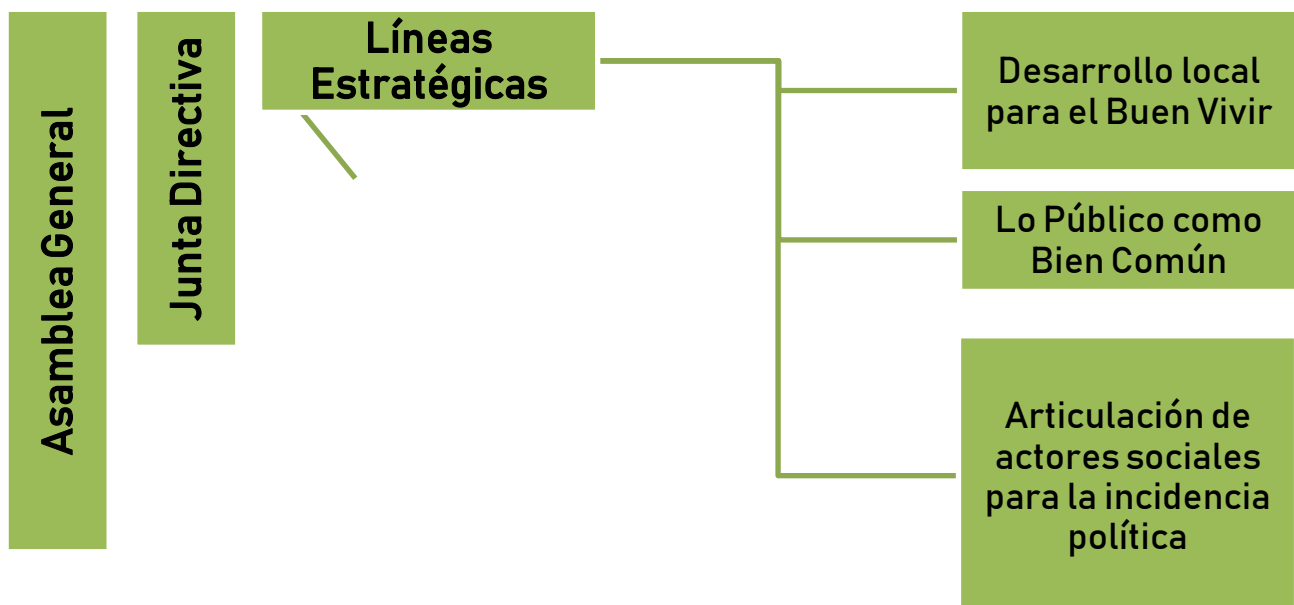 Asamblea General
Junta Directiva
Líneas
Estratégicas
Desarrollo local
para el Buen Vivir
Lo Público como
Bien Común
Articulación de
actores sociales
para la incidencia
política